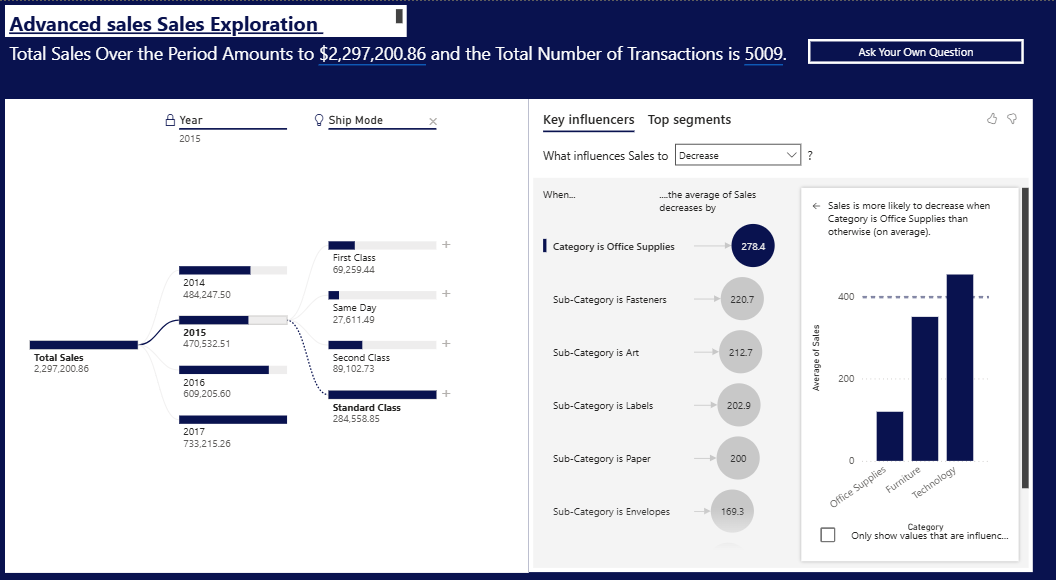 Advanced sales Sales Exploration
Total Sales Over the Period Amounts to $2,297,200.86 and the Total Number of Transactions is 5009.
Ask Your Own Question
Year
2015
Ship Mode
Total Sales
2,297,200.86
2014
484,247.50
2015
470,532.51
2016
609,205.60
2017
733,215.26
First Class
69,259.44
Same Day
27,611.49
Second Class
89,102.73
Standard Class
284,558.85
Key influencers Top segments
What influences Sales to Decrease ?
When...
....the average of Sales
decreases by
Category is Office Supplies 278.4
Sub-Category is Fasteners 220.7
Sub-Category is Art 212.7
Sub-Category is Labels 202.9
Sub-Category is Paper 200
Sub-Category is Envelopes 169.3
Sales is more likely to decrease when
Category is Office Supplies than
otherwise (on average).
Average of Sales
400
200
0
Office Supplies
Furniture
Technology
Category
Only show values that are influenc...